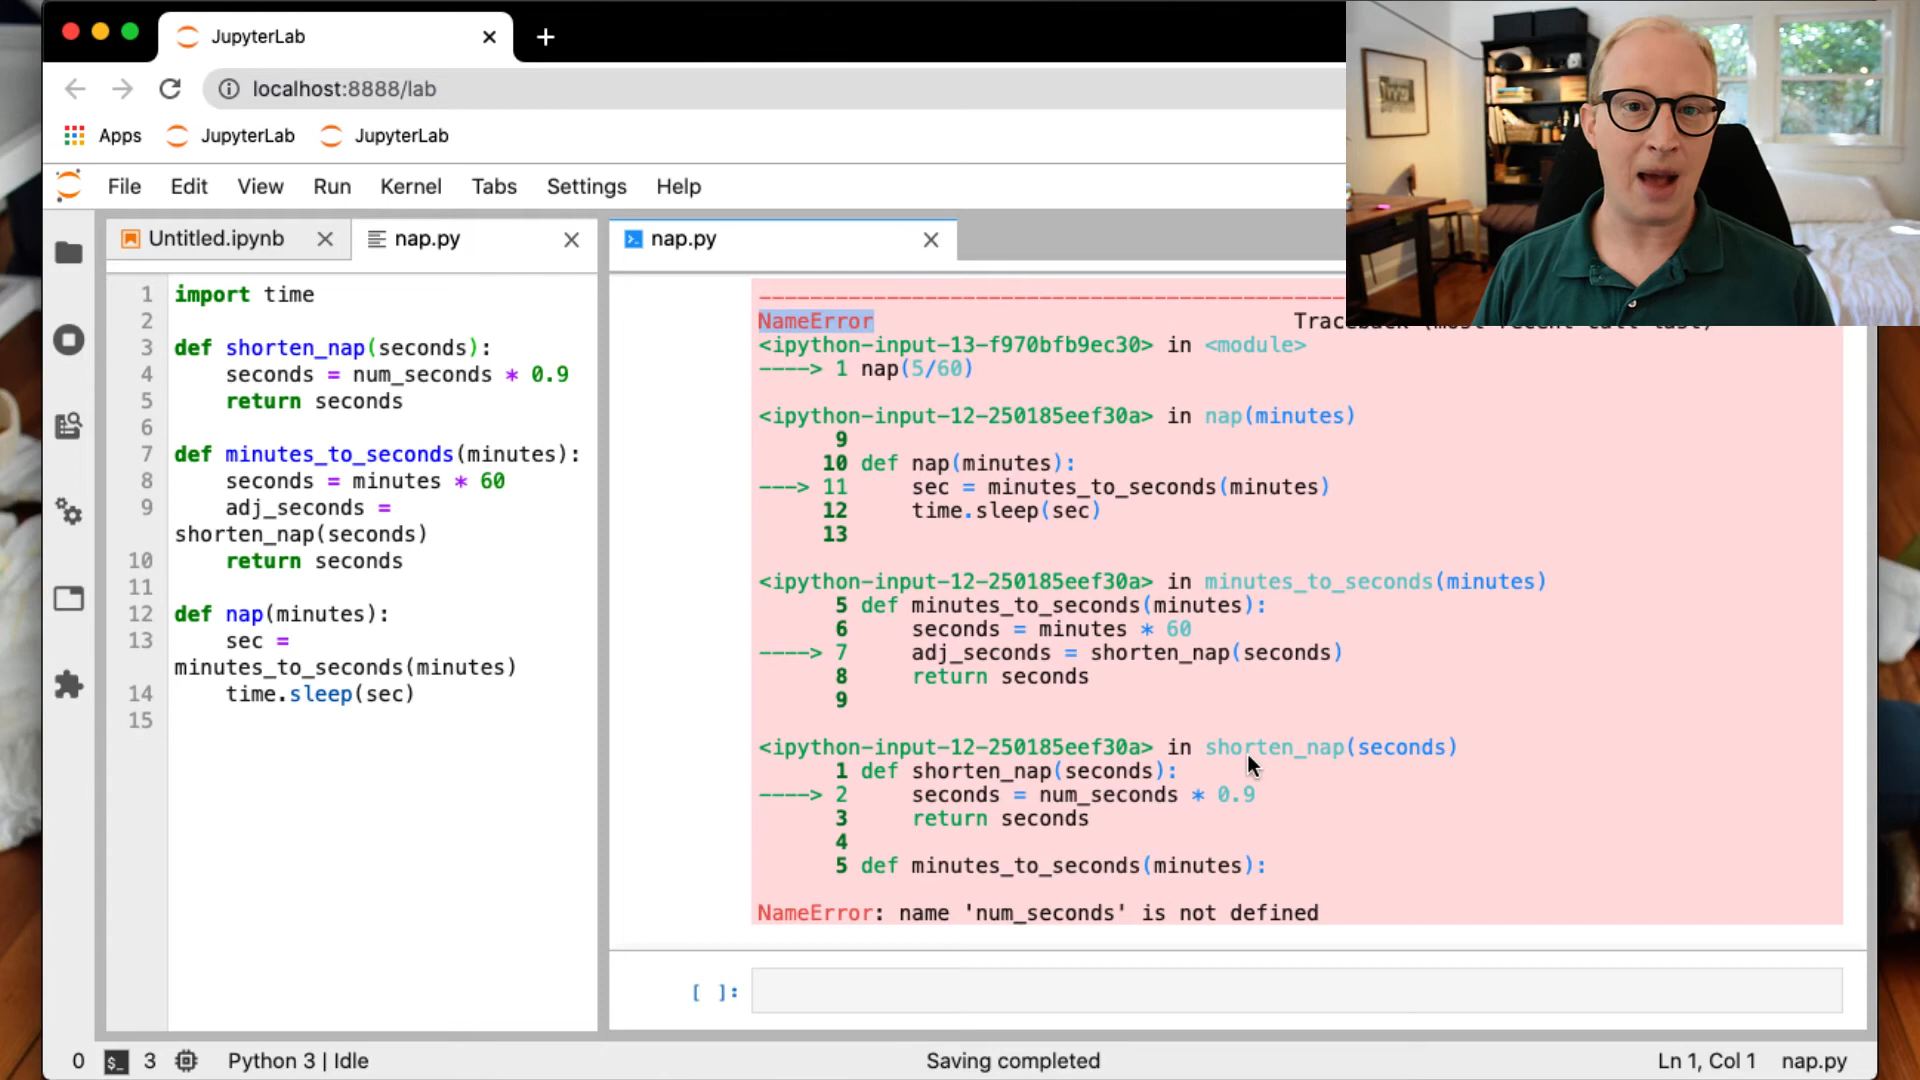 JupyterLab
localhost:8888/lab
Apps JupyterLab JupyterLab
File Edit View Run Kernel Tabs Settings Help
Untitled.ipynb nap.py
1 import time
2
3 def shorten_nap(seconds):
4     seconds = num_seconds * 0.9
5     return seconds
6
7 def minutes_to_seconds(minutes):
8     seconds = minutes * 60
9     adj_seconds =
shorten_nap(seconds)
10     return seconds
11
12 def nap(minutes):
13     sec =
minutes_to_seconds(minutes)
14     time.sleep(sec)
15
nap.py
NameError Traceback (most recent call last)
<ipython-input-13-f970bfb9ec30> in <module>
----> 1 nap(5/60)
<ipython-input-12-250185eef30a> in nap(minutes)
9
10 def nap(minutes):
---> 11     sec = minutes_to_seconds(minutes)
12     time.sleep(sec)
13
<ipython-input-12-250185eef30a> in minutes_to_seconds(minutes)
5 def minutes_to_seconds(minutes):
6     seconds = minutes * 60
----> 7     adj_seconds = shorten_nap(seconds)
8     return seconds
9
<ipython-input-12-250185eef30a> in shorten_nap(seconds)
1 def shorten_nap(seconds):
----> 2     seconds = num_seconds * 0.9
3     return seconds
4
5 def minutes_to_seconds(minutes):
NameError: name 'num_seconds' is not defined
[ ]:
0 $_ 3 Python 3 | Idle Saving completed Ln 1, Col 1 nap.py